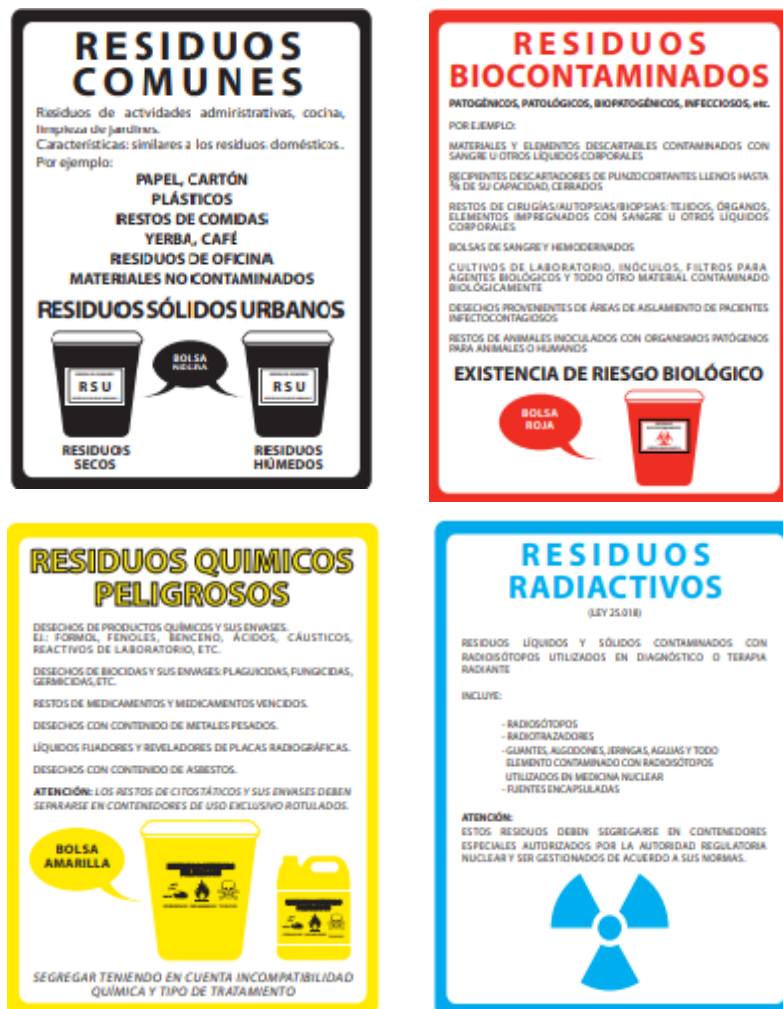 RESIDUOS
COMUNES
Residuos de actvidades administrativas, cocina,
limpieza de jardines.
Características: similares a los residuos domésticos..
Por ejemplo:
PAPEL, CARTÓN
PLÁSTICOS
RESTOS DE COMIDAS
YERBA, CAFÉ
RESIDUOS DE OFICINA
MATERIALES NO CONTAMINADOS
RESIDUOS SÓLIDOS URBANOS
BOLSA
NEGRA
RSU
RSU
RESIDUOS
SECOS
RESIDUOS
HÚMEDOS
RESIDUOS
BIOCONTAMINADOS
PATOGÉNICOS, PATOLÓGICOS, BIOPATOGÉNICOS, INFECCIOSOS, etc.
POR EJEMPLO:
MATERIALES Y ELEMENTOS DESCARTABLES CONTAMINADOS CON
SANGRE U OTROS LÍQUIDOS CORPORALES
RECIPIENTES DESCARTADORES DE PUNZOCORTANTES LLENOS HASTA
DE SU CAPACIDAD, CERRADOS
RESTOS DE CIRUGÍAS/AUTOPSIAS/BIOPSIAS: TEJIDOS, ÓRGANOS,
ELEMENTOS IMPREGNADOS CON SANGRE U OTROS LÍQUIDOS
CORPORALES
BOLSAS DE SANGRE Y HEMODERIVADOS
CULTIVOS DE LABORATORIO, INÓCULOS, FILTROS PARA
AGENTES BIOLÓGICOS Y TODO OTRO MATERIAL CONTAMINADO
BIOLÓGICAMENTE
DESECHOS PROVENIENTES DE ÁREAS DE AISLAMIENTO DE PACIENTES
INFECTOCONTAGIOSOS
RESTOS DE ANIMALES INOCULADOS CON ORGANISMOS PATÓGENOS
PARA ANIMALES O HUMANOS
EXISTENCIA DE RIESGO BIOLÓGICO
BOLSA
ROJA
RESIDUOS QUIMICOS
PELIGROSOS
DESECHOS DE PRODUCTOS QUÍMICOS Y SUS ENVASES.
EJ.: FORMOL, FENOLES, BENCENO, ÁCIDOS, CÁUSTICOS,
REACTIVOS DE LABORATORIO, ETC.
DESECHOS DE BIOCIDAS Y SUS ENVASES: PLAGUICIDAS, FUNGICIDAS,
GERMICIDAS, ETC.
RESTOS DE MEDICAMENTOS Y MEDICAMENTOS VENCIDOS.
DESECHOS CON CONTENIDO DE METALES PESADOS.
LÍQUIDOS FIJADORES Y REVELADORES DE PLACAS RADIOGRÁFICAS.
DESECHOS CON CONTENIDO DE ASBESTOS.
ATENCIÓN: LOS RESTOS DE CITOSTÁTICOS Y SUS ENVASES DEBEN
SEPARARSE EN CONTENEDORES DE USO EXCLUSIVO ROTULADOS.
BOLSA
AMARILLA
SEGREGAR TENIENDO EN CUENTA INCOMPATIBILIDAD
QUÍMICA Y TIPO DE TRATAMIENTO
RESIDUOS
RADIACTIVOS
(LEY 25.018)
RESIDUOS LÍQUIDOS Y SÓLIDOS CONTAMINADOS CON
RADIOISÓTOPOS UTILIZADOS EN DIAGNÓSTICO O TERAPIA
RADIANTE
INCLUYE:
- RADIOSÓTOPOS
- RADIOTRAZADORES
- GUANTES, ALGODONES, JERINGAS, AGUJAS Y TODO
ELEMENTO CONTAMINADO CON RADIOISÓTOPOS
UTILIZADOS EN MEDICINA NUCLEAR
- FUENTES ENCAPSULADAS
ATENCIÓN:
ESTOS RESIDUOS DEBEN SEGREGARSE EN CONTENEDORES
ESPECIALES AUTORIZADOS POR LA AUTORIDAD REGULATORIA
NUCLEAR Y SER GESTIONADOS DE ACUERDO A SUS NORMAS.